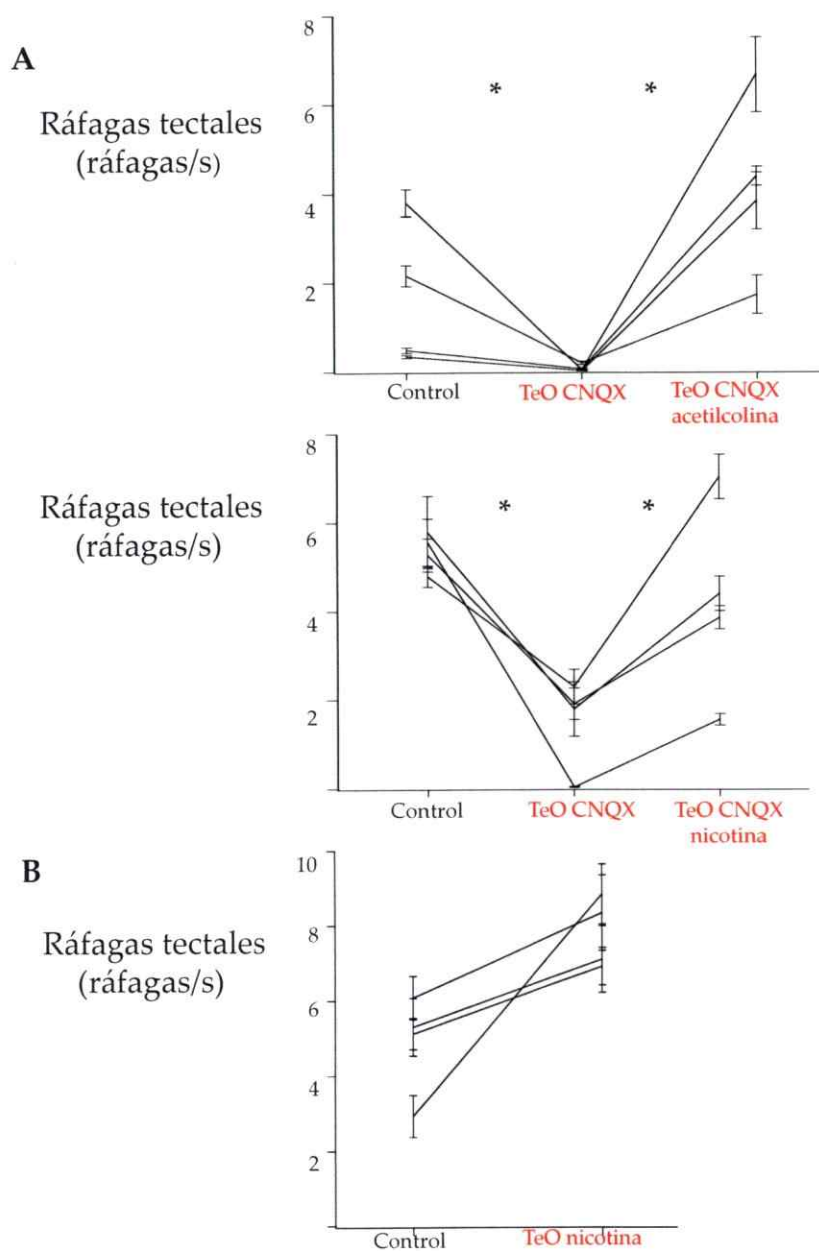 A
Ráfagas tectales
(ráfagas/s)
8
6
4
2
*
*
Control
TeO CNQX
TeO CNQX
acetilcolina
Ráfagas tectales
(ráfagas/s)
8
6
4
2
*
*
Control
TeO CNQX
TeO CNQX
nicotina
B
Ráfagas tectales
(ráfagas/s)
10
8
6
4
2
Control
TeO nicotina